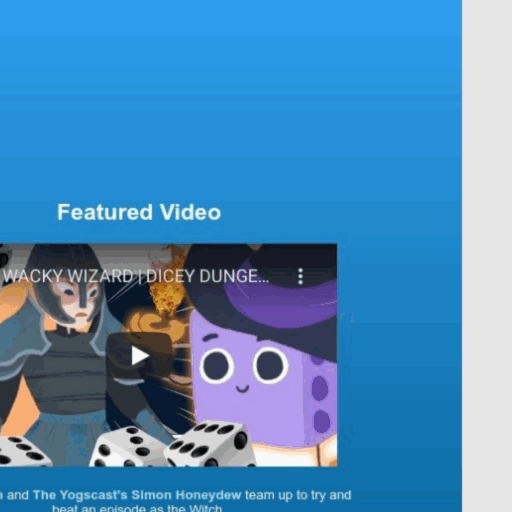 Featured Video
WACKY WIZARD | DICEY DUNGE...
and The Yogscast's Simon Honeydew team up to try and
beat an episode as the Witch